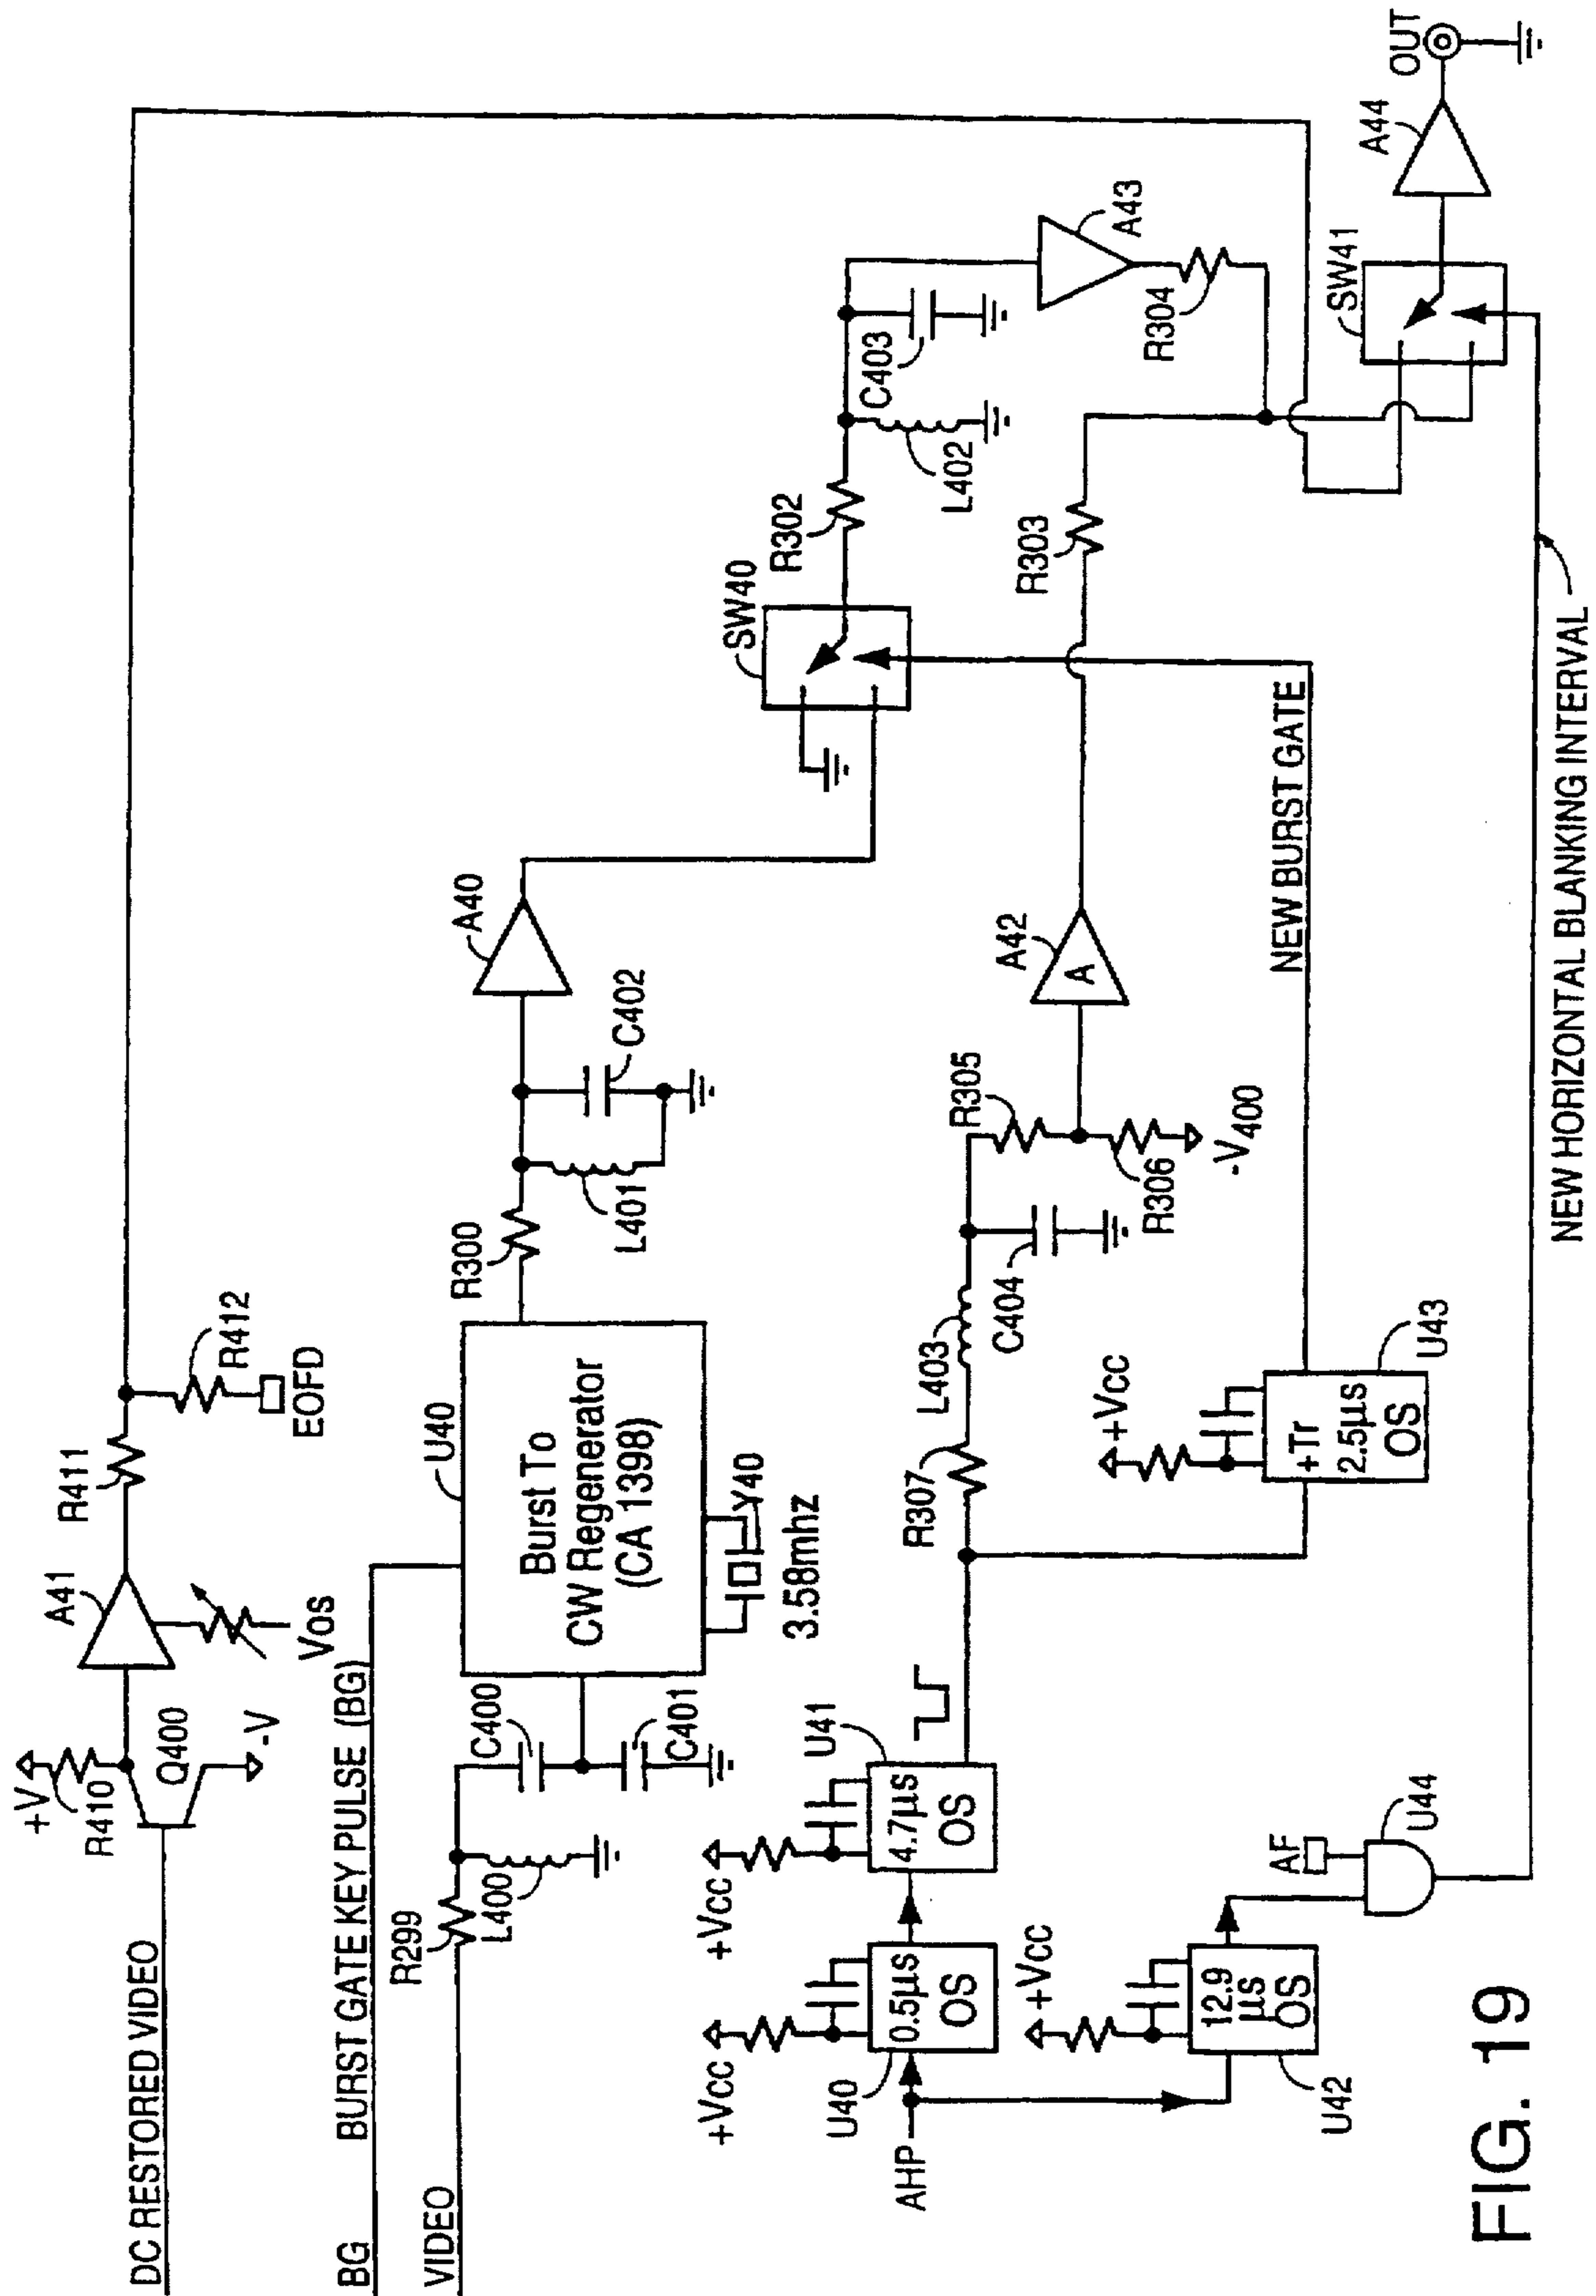 DC RESTORED VIDEO
+V
R410
Q400
-V
A41
Vos
R411
R412
EOFD
BG
BURST GATE KEY PULSE (BG)
VIDEO
R299
L400
C400
C401
U40
Burst To
CW Regenerator
(CA 1398)
Y40
3.58mhz
R300
L401
C402
A40
SW40
R302
L402
C403
A43
R304
AHP
U40
+Vcc
0.5µs
OS
+Vcc
U41
4.7µs
OS
R307
L403
C404
R305
R306
-V400
A42
A
R303
+Vcc
U42
12.9
µs
OS
AF
U44
+Vcc
+Tr
2.5µs
OS
U43
NEW BURST GATE
SW41
A44
OUT
NEW HORIZONTAL BLANKING INTERVAL
FIG. 19